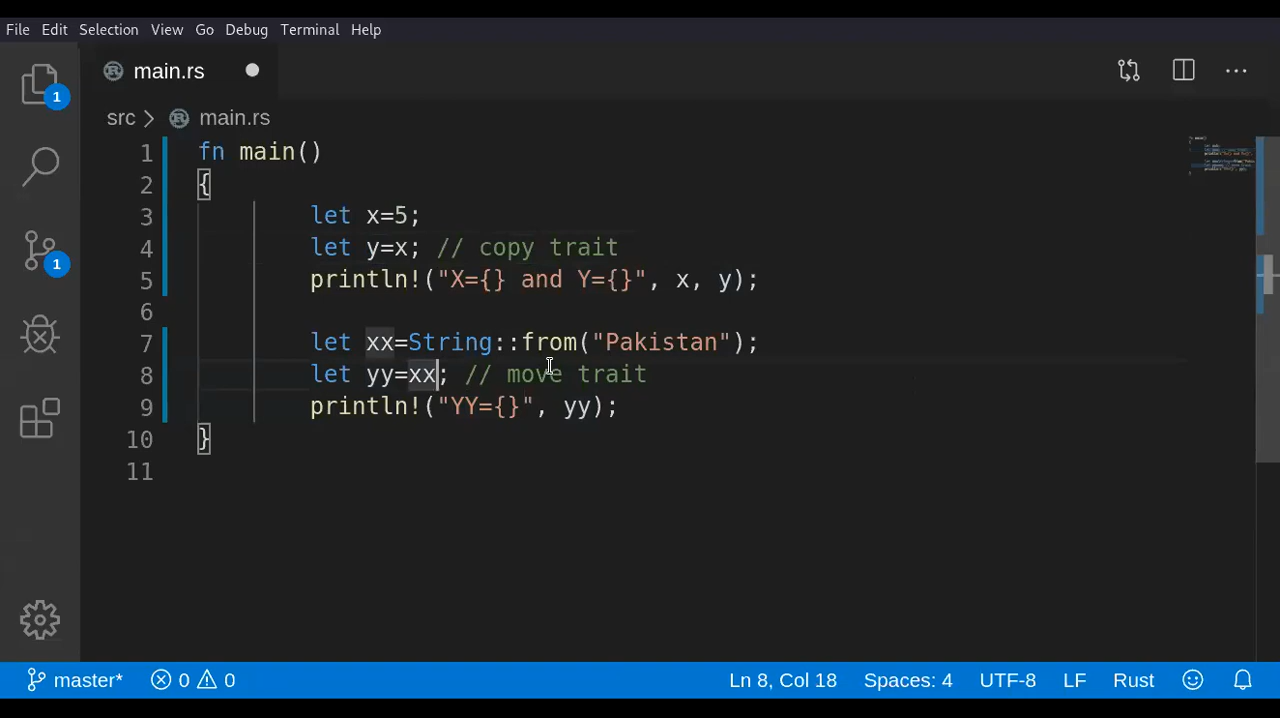 File Edit Selection View Go Debug Terminal Help
main.rs
src main.rs
1 fn main()
2 {
3 let x=5;
4 let y=x; // copy trait
5 println!("X={} and Y={}", x, y);
6
7 let xx=String::from("Pakistan");
8 let yy=xx; // move trait
9 println!("YY={}", yy);
10 }
11
1
1
master* 0 0 Ln 8, Col 18 Spaces: 4 UTF-8 LF Rust